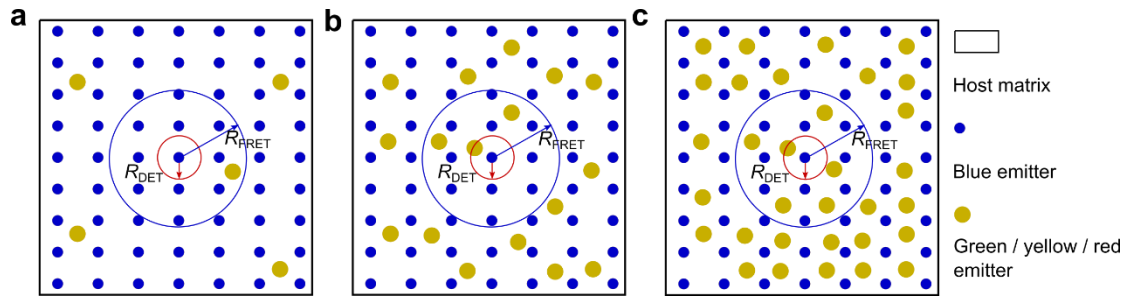 a
b
c
R_FRET
R_DET
R_FRET
R_DET
R_FRET
R_DET
Host matrix
Blue emitter
Green / yellow / red
emitter